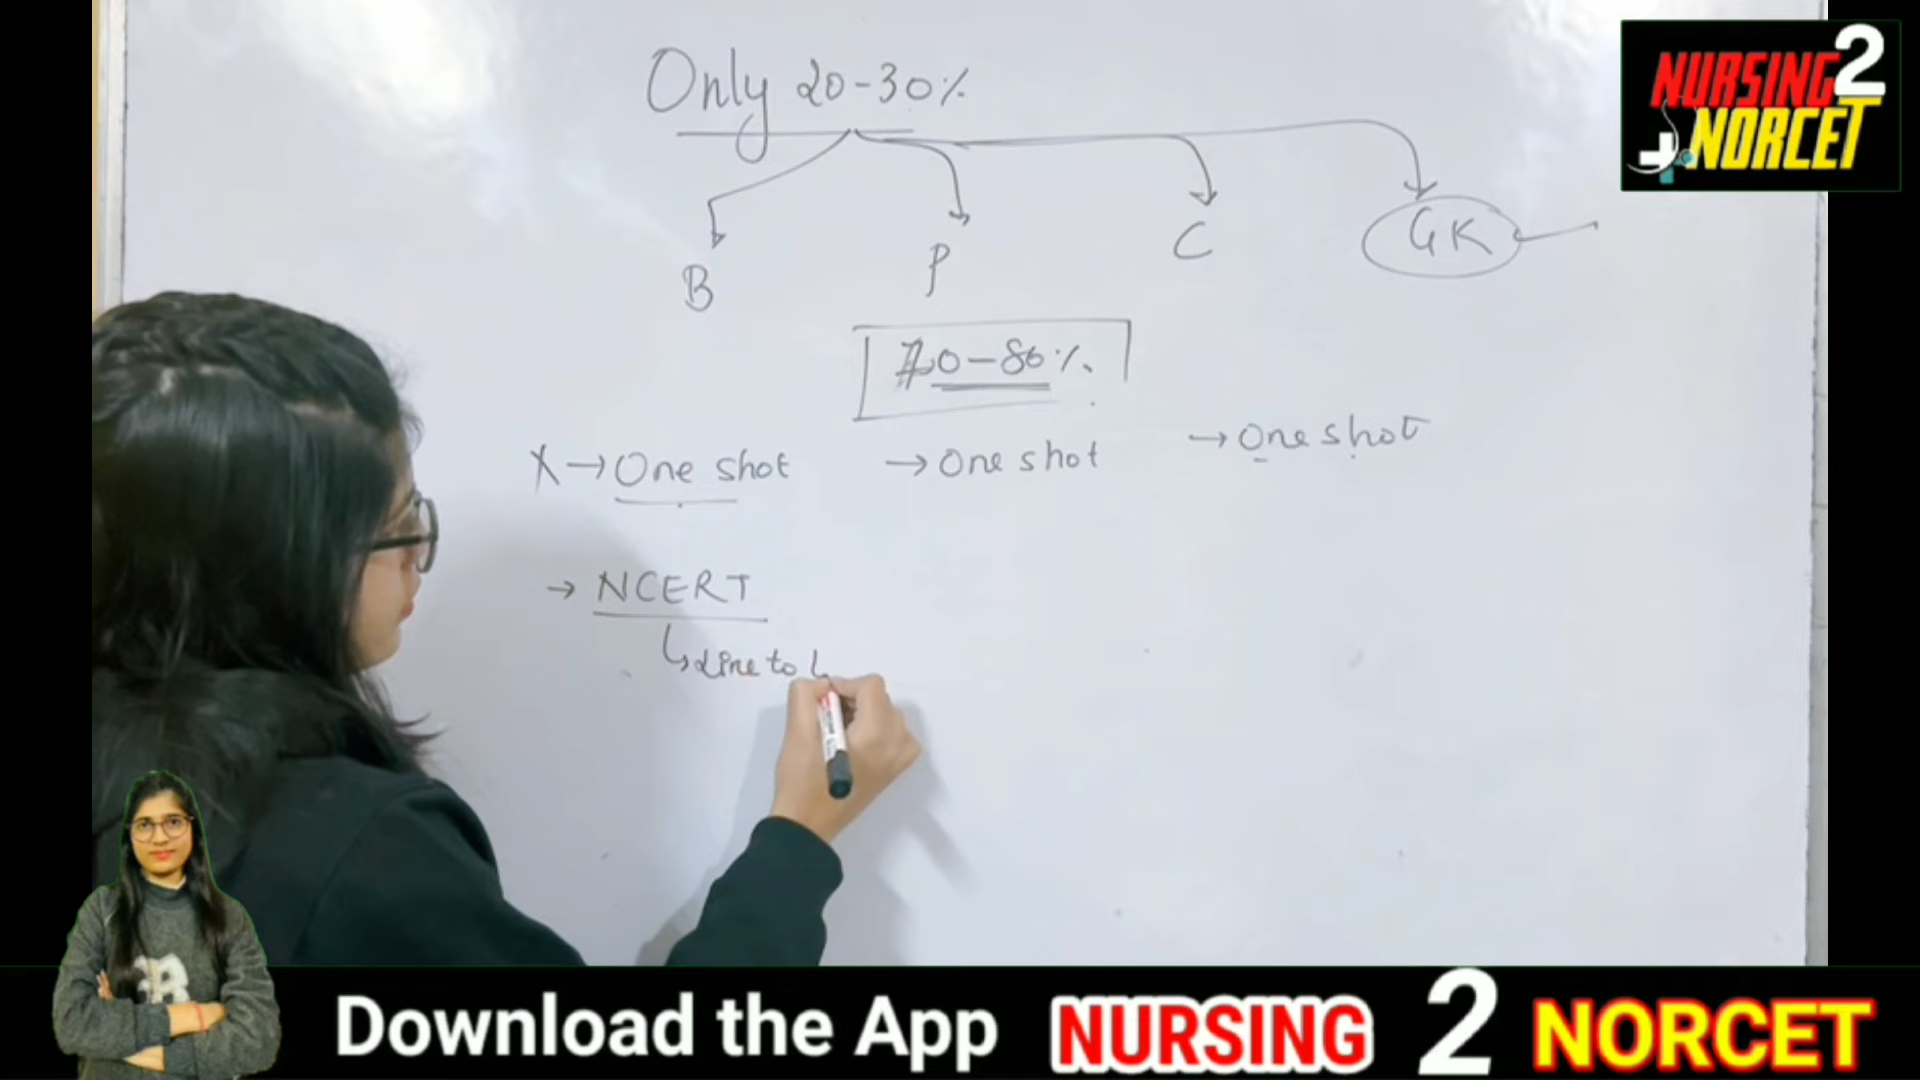 Only 20-30%
B
P
C
GK
70-80%.
X → One shot
→ One shot
→ One shot
→ NCERT
↳ Line to L
NURSING 2
NORCET
Download the App NURSING 2 NORCET